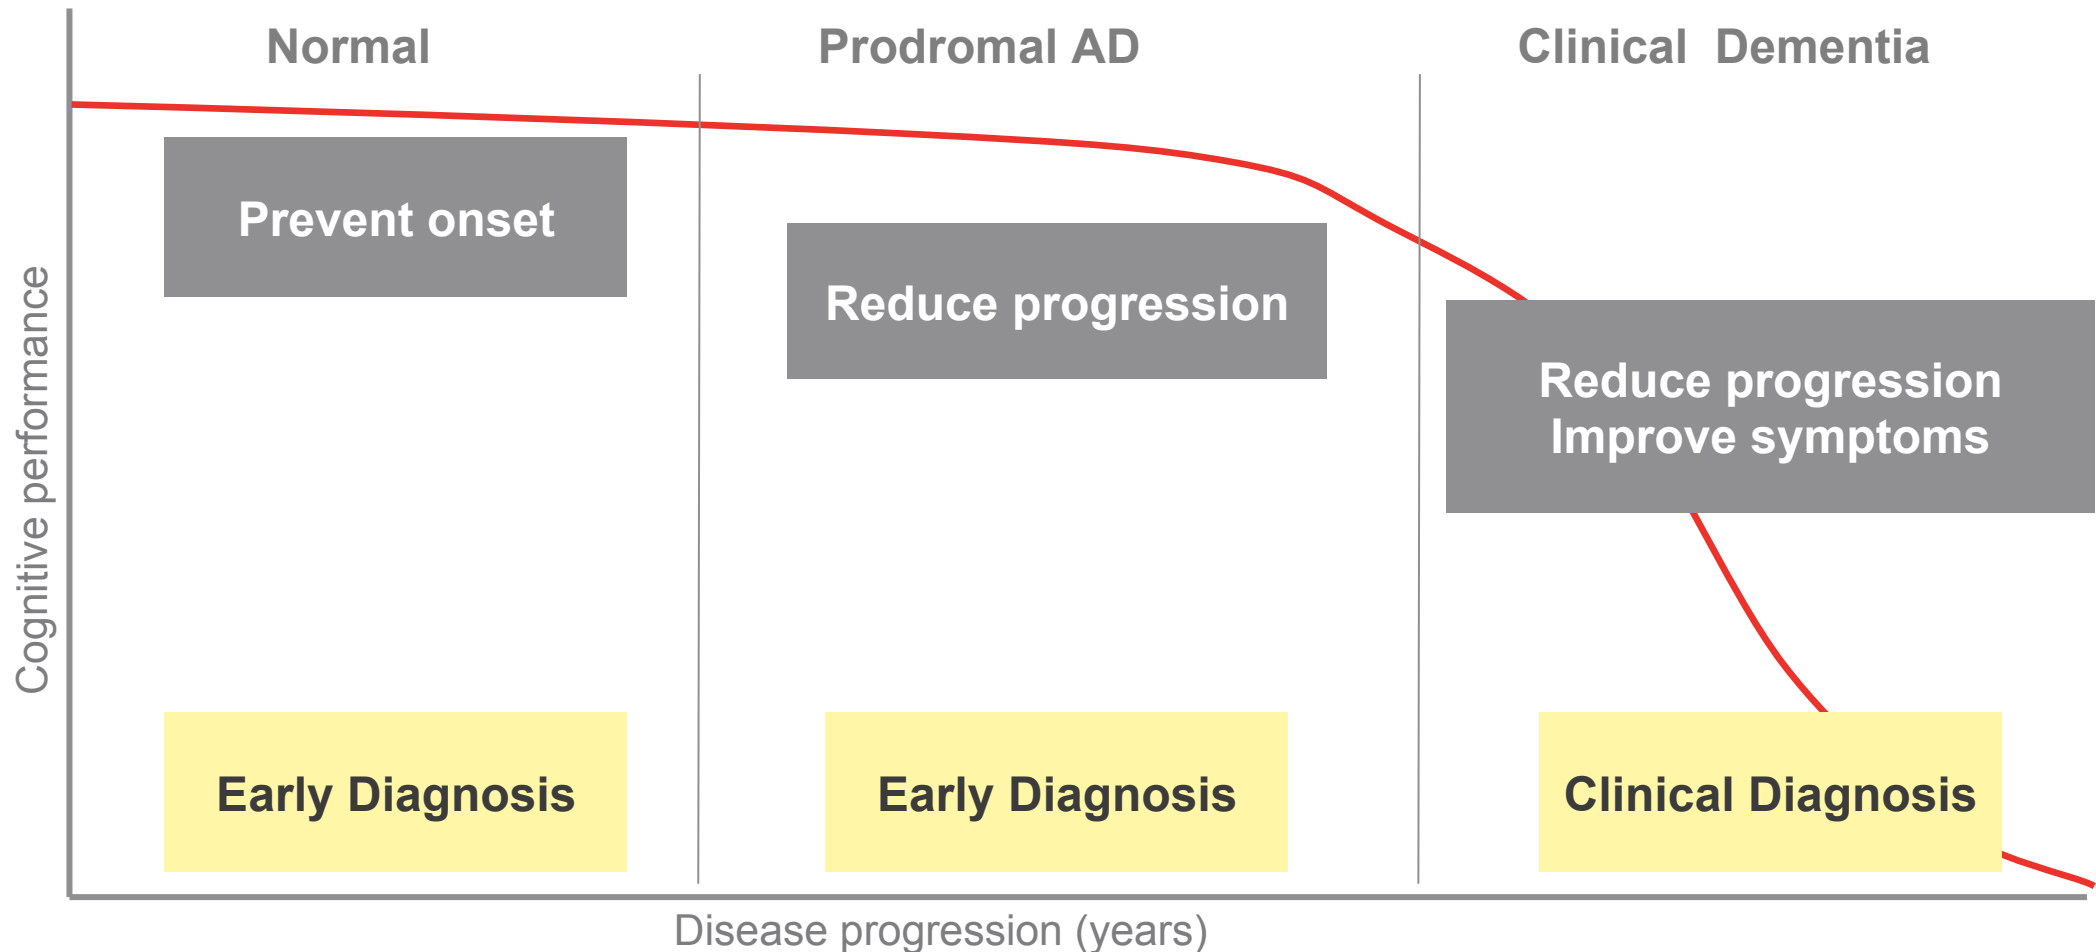 Normal
Prodromal AD
Clinical Dementia
Prevent onset
Reduce progression
Reduce progression
Improve symptoms
Cognitive performance
Early Diagnosis
Early Diagnosis
Clinical Diagnosis
Disease progression (years)